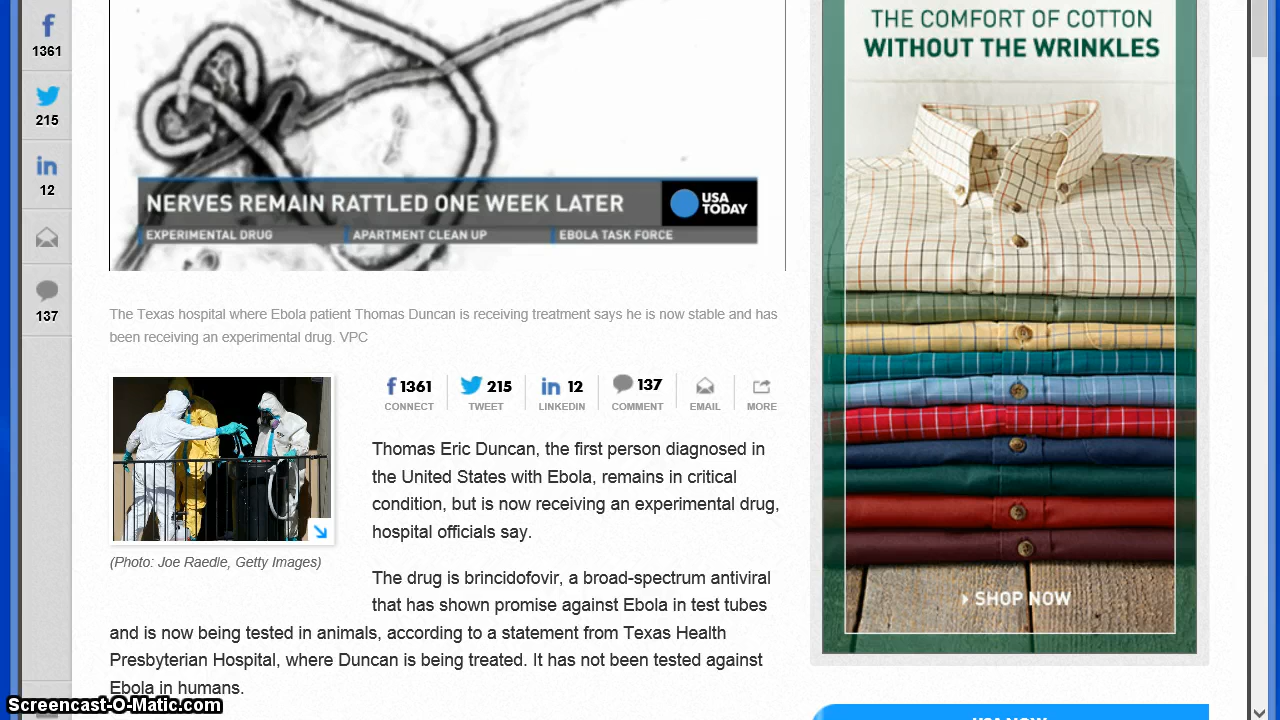 1361
215
12
137
NERVES REMAIN RATTLED ONE WEEK LATER
USA
TODAY
EXPERIMENTAL DRUG
APARTMENT CLEAN UP
EBOLA TASK FORCE
The Texas hospital where Ebola patient Thomas Duncan is receiving treatment says he is now stable and has
been receiving an experimental drug. VPC
1361
215
in 12
137
CONNECT
TWEET
LINKEDIN
COMMENT
EMAIL
MORE
Thomas Eric Duncan, the first person diagnosed in
the United States with Ebola, remains in critical
condition, but is now receiving an experimental drug,
hospital officials say.
(Photo: Joe Raedle, Getty Images)
The drug is brincidofovir, a broad-spectrum antiviral
that has shown promise against Ebola in test tubes
and is now being tested in animals, according to a statement from Texas Health
Presbyterian Hospital, where Duncan is being treated. It has not been tested against
Ebola in humans.
THE COMFORT OF COTTON
WITHOUT THE WRINKLES
SHOP NOW
USA NOW
Screencast-O-Matic.com